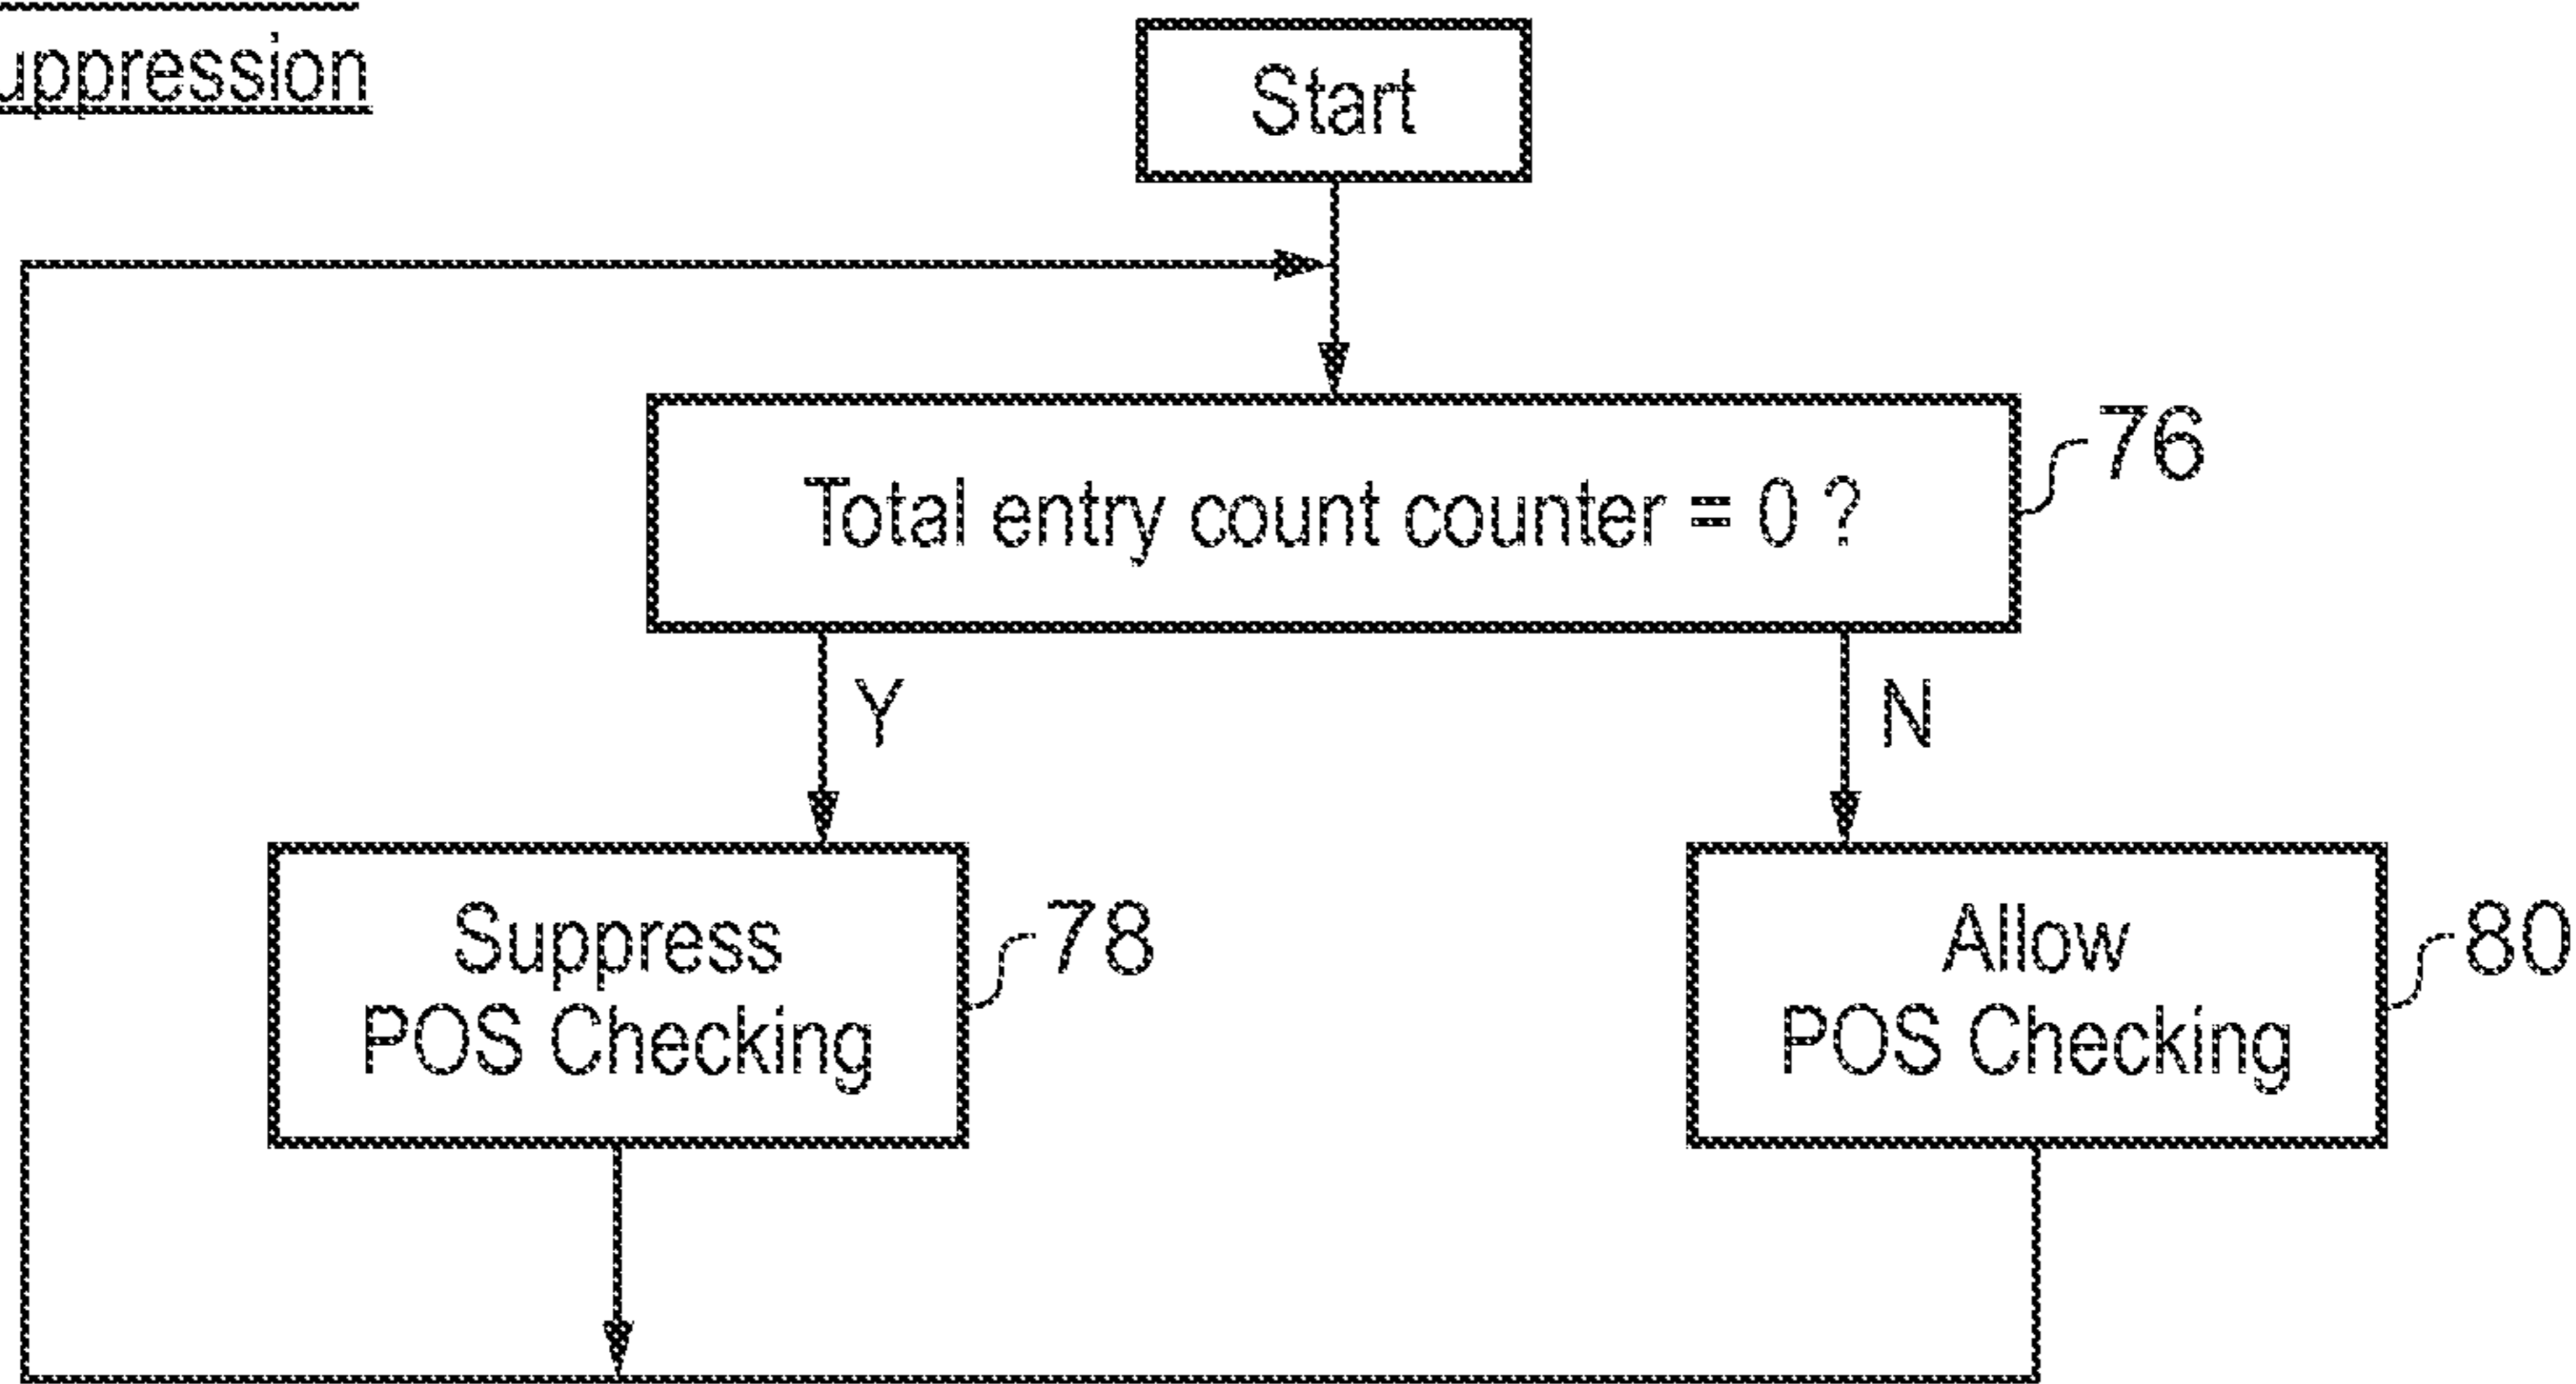 uppression
Start
Total entry count counter = 0 ?
76
Y
N
Suppress
POS Checking
78
Allow
POS Checking
80